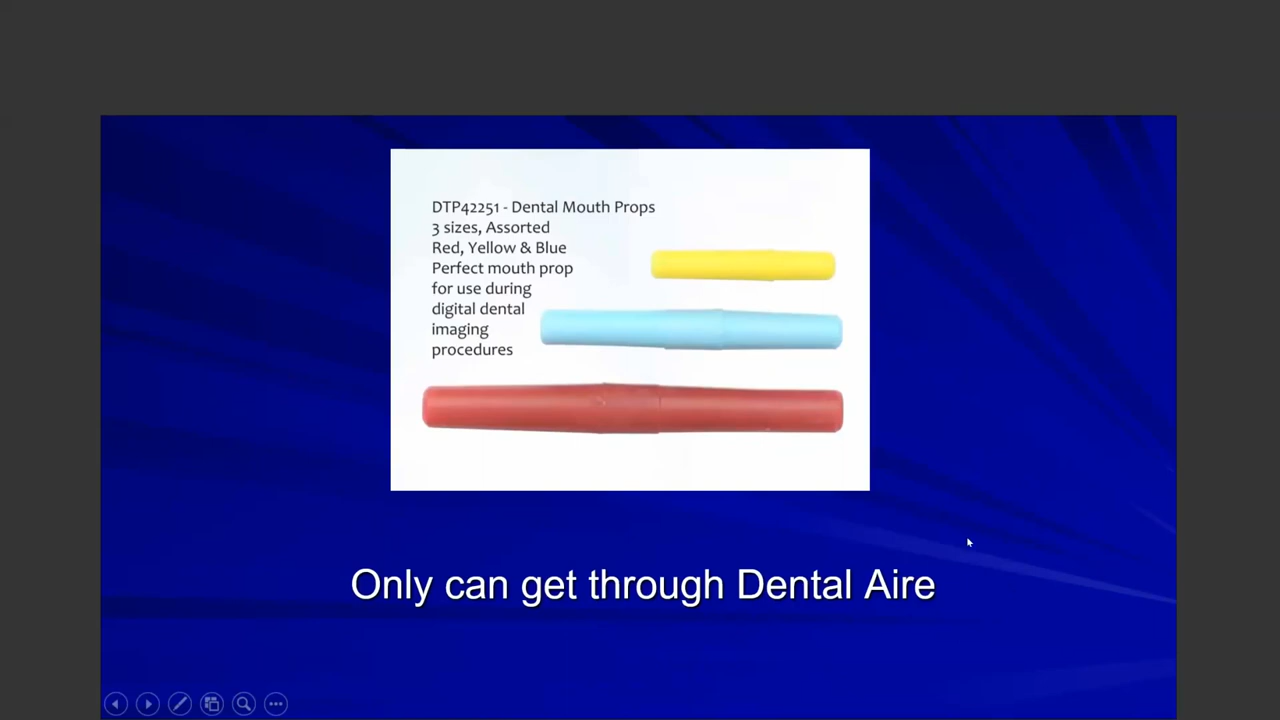 DTP42251 - Dental Mouth Props
3 sizes, Assorted
Red, Yellow & Blue
Perfect mouth prop
for use during
digital dental
imaging
procedures
Only can get through Dental Aire